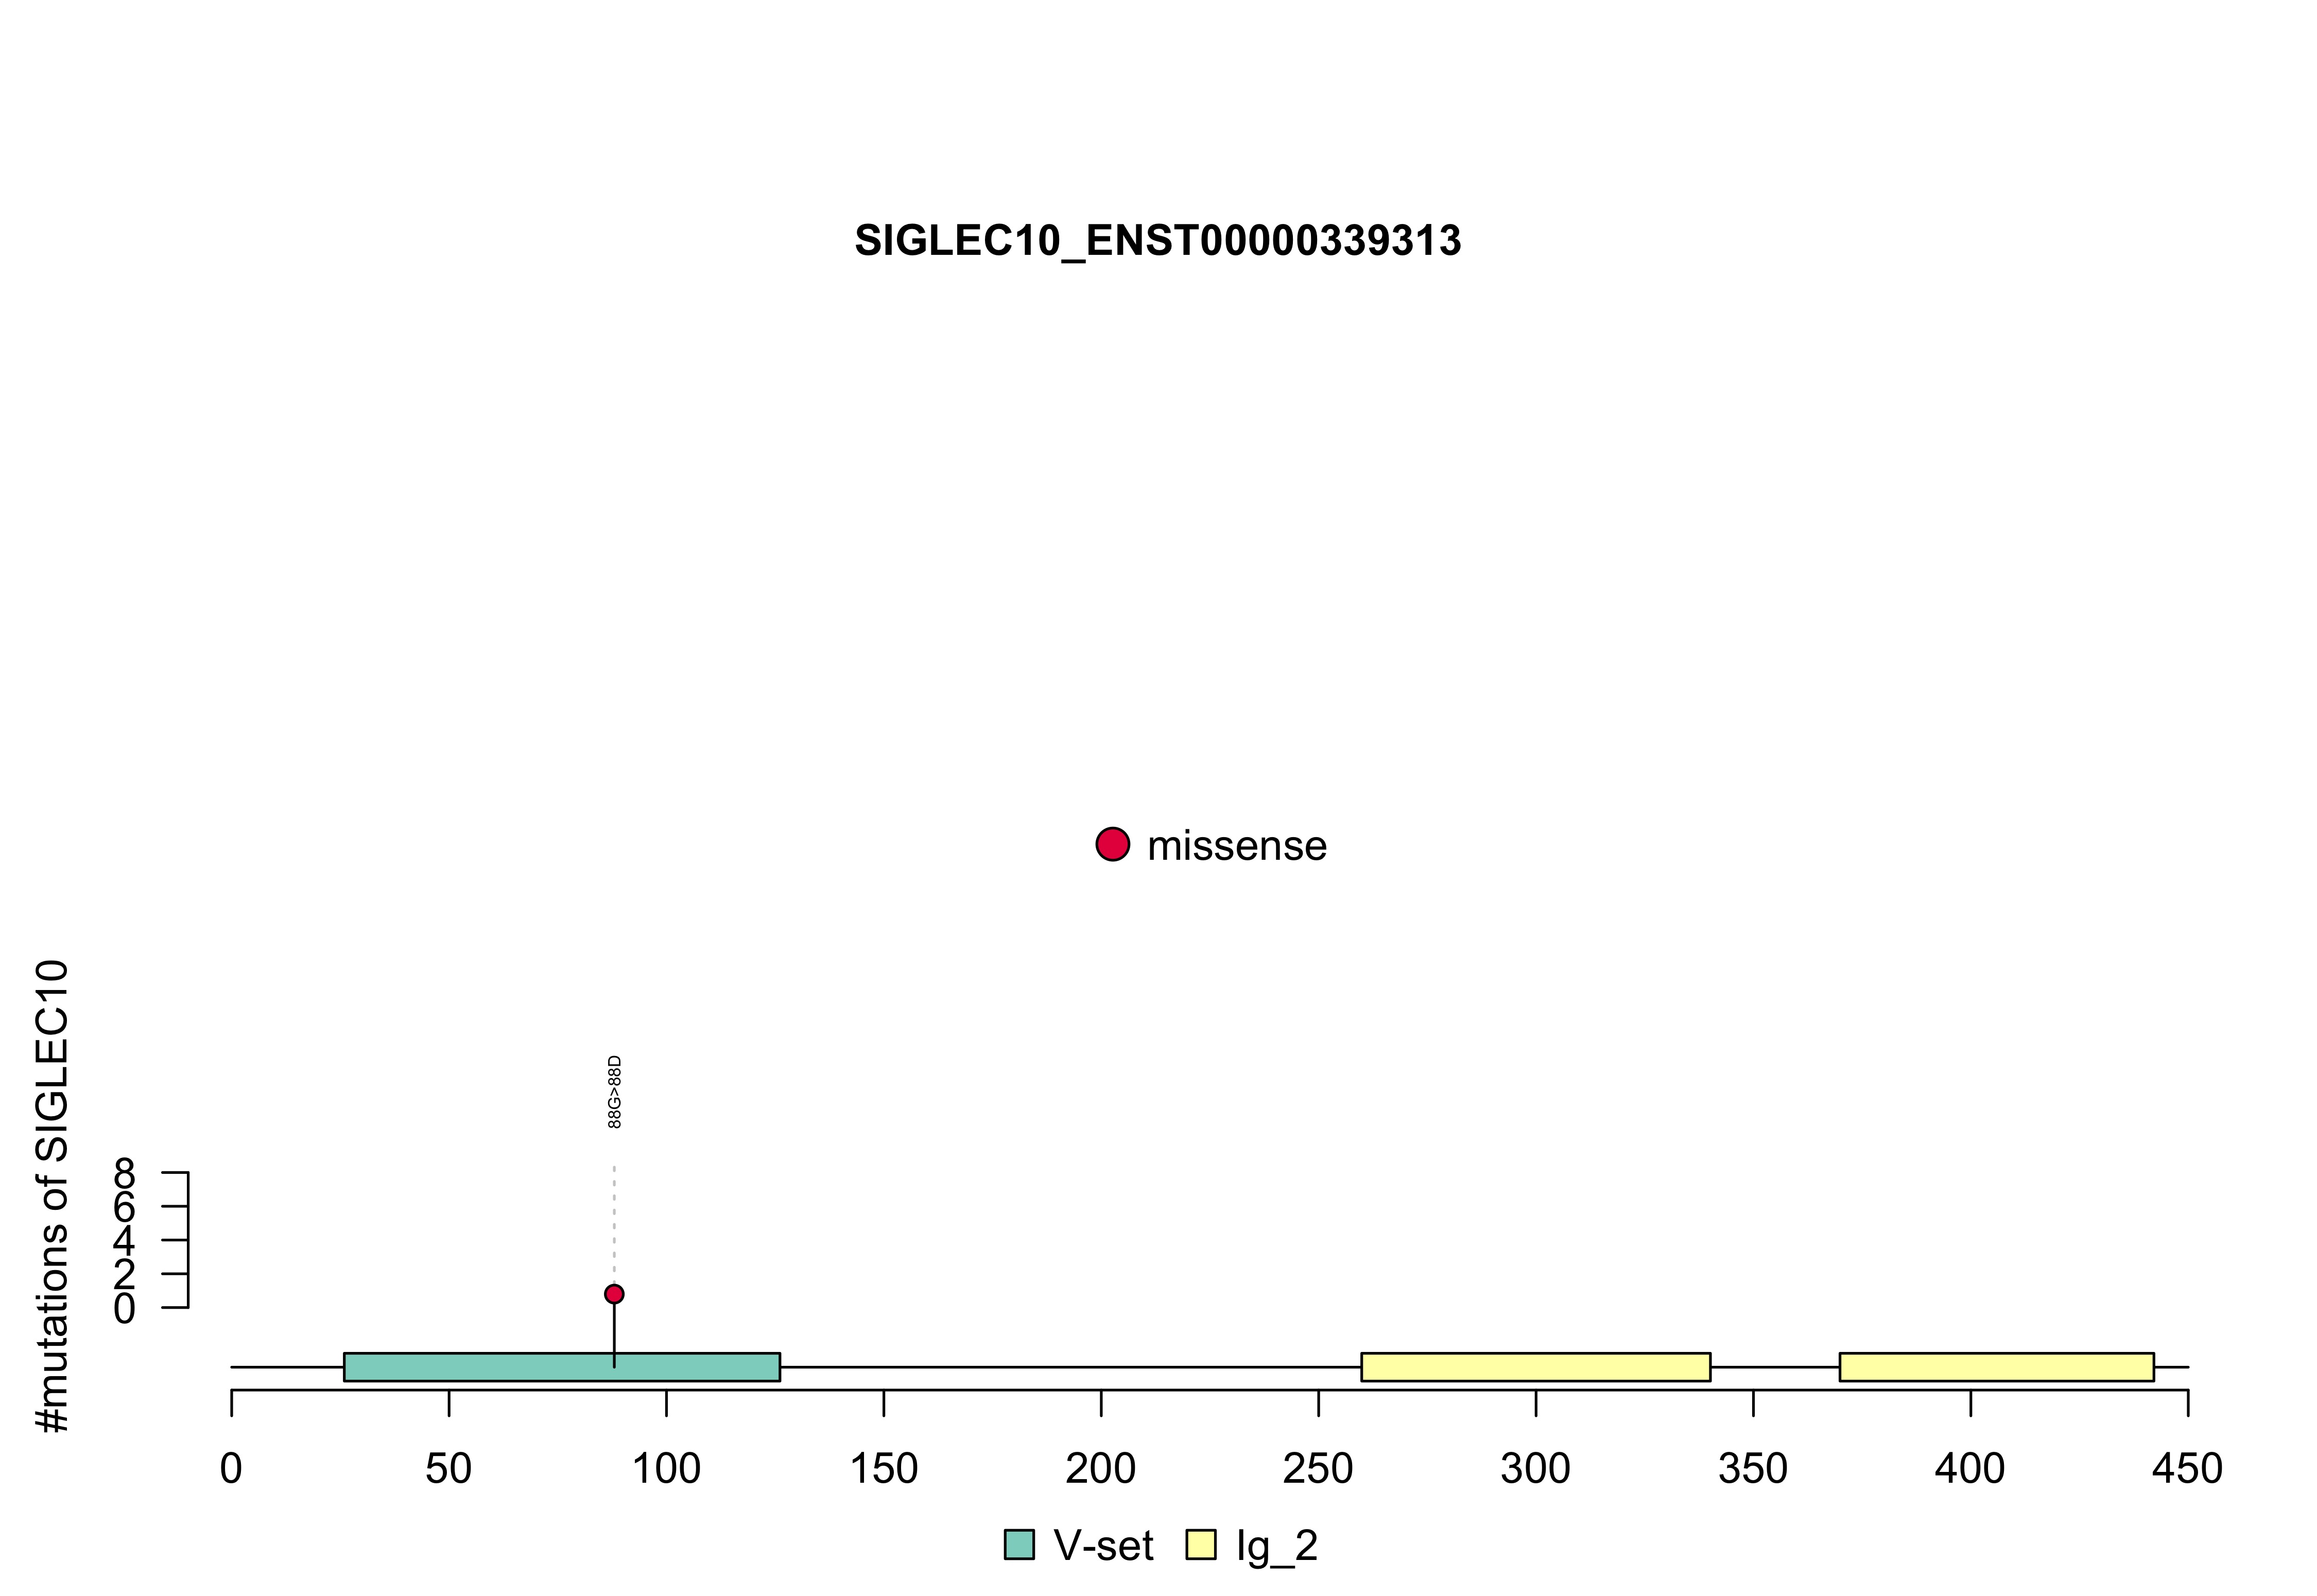 SIGLEC10_ENST00000339313
missense
#mutations of SIGLEC10
88G>88D
8
6
4
2
0
0 50 100 150 200 250 300 350 400 450
V-set Ig_2